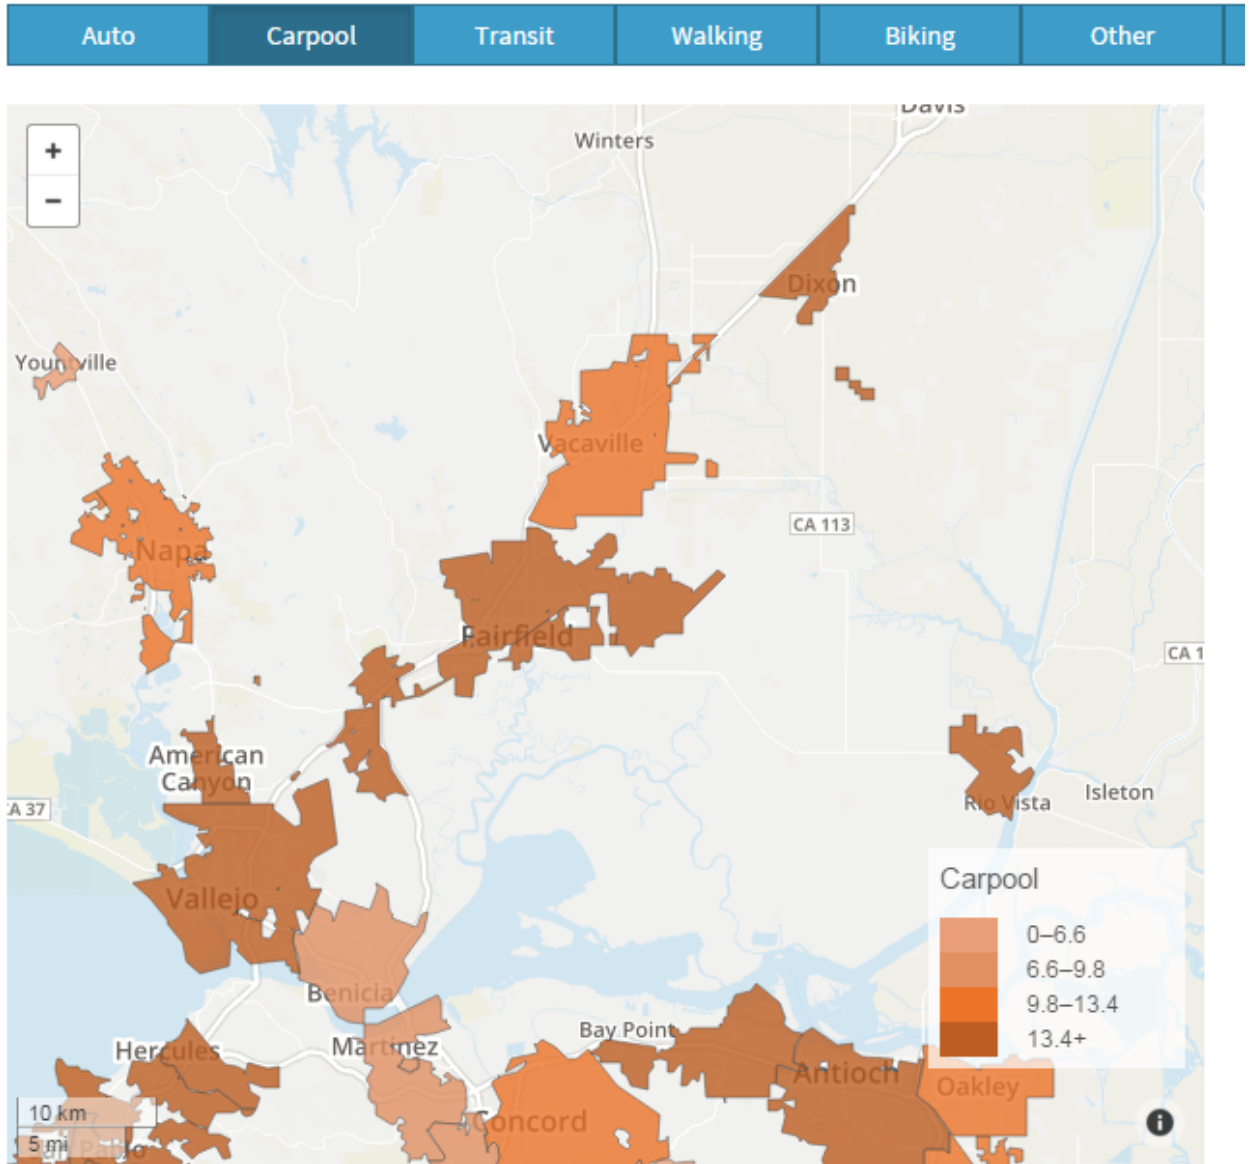 Auto Carpool Transit Walking Biking Other
Davis
Winters
+
−
Dixon
Yountville
Vacaville
CA 113
Napa
Fairfield
CA 1
American
Canyon
Rio Vista
Isleton
CA 37
Vallejo
Carpool
0–6.6
6.6–9.8
9.8–13.4
13.4+
Benicia
Bay Point
Hercules
Martinez
Antioch
Oakley
10 km
Concord
5 mi
Pablo
i